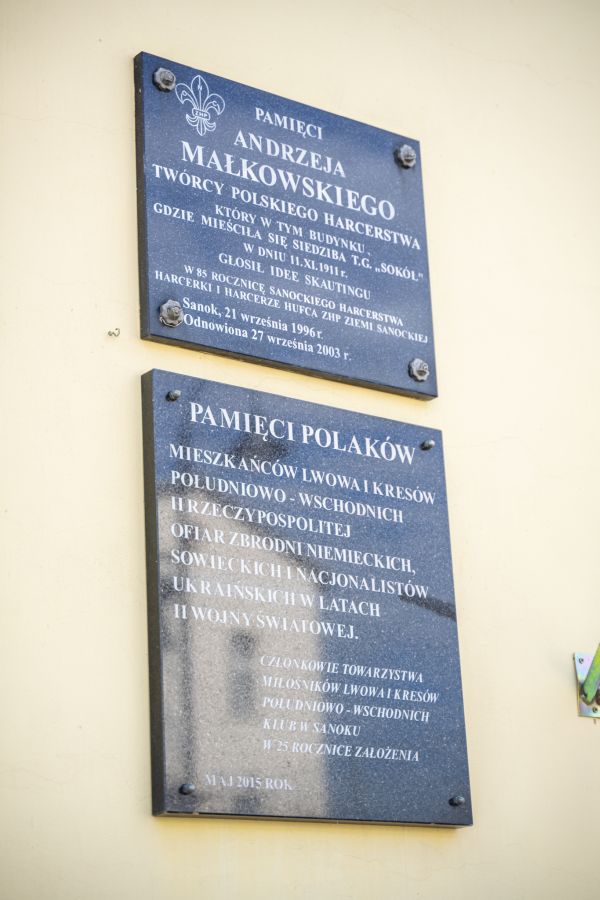 ZHP
PAMIĘCI
ANDRZEJA
MAŁKOWSKIEGO
TWÓRCY POLSKIEGO HARCERSTWA
KTÓRY W TYM BUDYNKU,
GDZIE MIEŚCIŁA SIĘ SIEDZIBA T.G. „SOKÓŁ"
W DNIU 11.XI.1911 r.
GŁOSIŁ IDEE SKAUTINGU
W 85 ROCZNICĘ SANOCKIEGO HARCERSTWA
HARCERKI I HARCERZE HUFCA ZHP ZIEMI SANOCKIEJ
Sanok, 21 września 1996 r.
Odnowiona 27 września 2003 r.
PAMIĘCI POLAKÓW
MIESZKAŃCÓW LWOWA I KRESÓW
POŁUDNIOWO - WSCHODNICH
II RZECZYPOSPOLITEJ
OFIAR ZBRODNI NIEMIECKICH,
SOWIECKICH I NACJONALISTÓW
UKRAIŃSKICH W LATACH
II WOJNY ŚWIATOWEJ.
CZŁONKOWIE TOWARZYSTWA
MIŁOŚNIKÓW LWOWA I KRESÓW
POŁUDNIOWO - WSCHODNICH
KLUB W SANOKU
W 25 ROCZNICE ZAŁOŻENIA
MAJ 2015 ROK